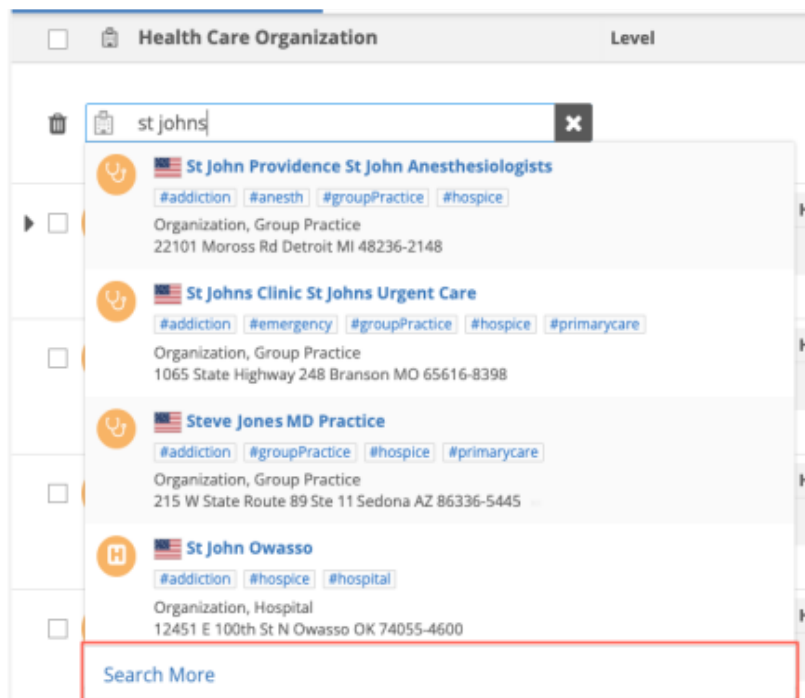 Health Care Organization Level
st johns
St John Providence St John Anesthesiologists
#addiction #anesth #groupPractice #hospice
Organization, Group Practice
22101 Moross Rd Detroit MI 48236-2148
St Johns Clinic St Johns Urgent Care
#addiction #emergency #groupPractice #hospice #primarycare
Organization, Group Practice
1065 State Highway 248 Branson MO 65616-8398
Steve Jones MD Practice
#addiction #groupPractice #hospice #primarycare
Organization, Group Practice
215 W State Route 89 Ste 11 Sedona AZ 86336-5445
St John Owasso
#addiction #hospice #hospital
Organization, Hospital
12451 E 100th St N Owasso OK 74055-4600
Search More